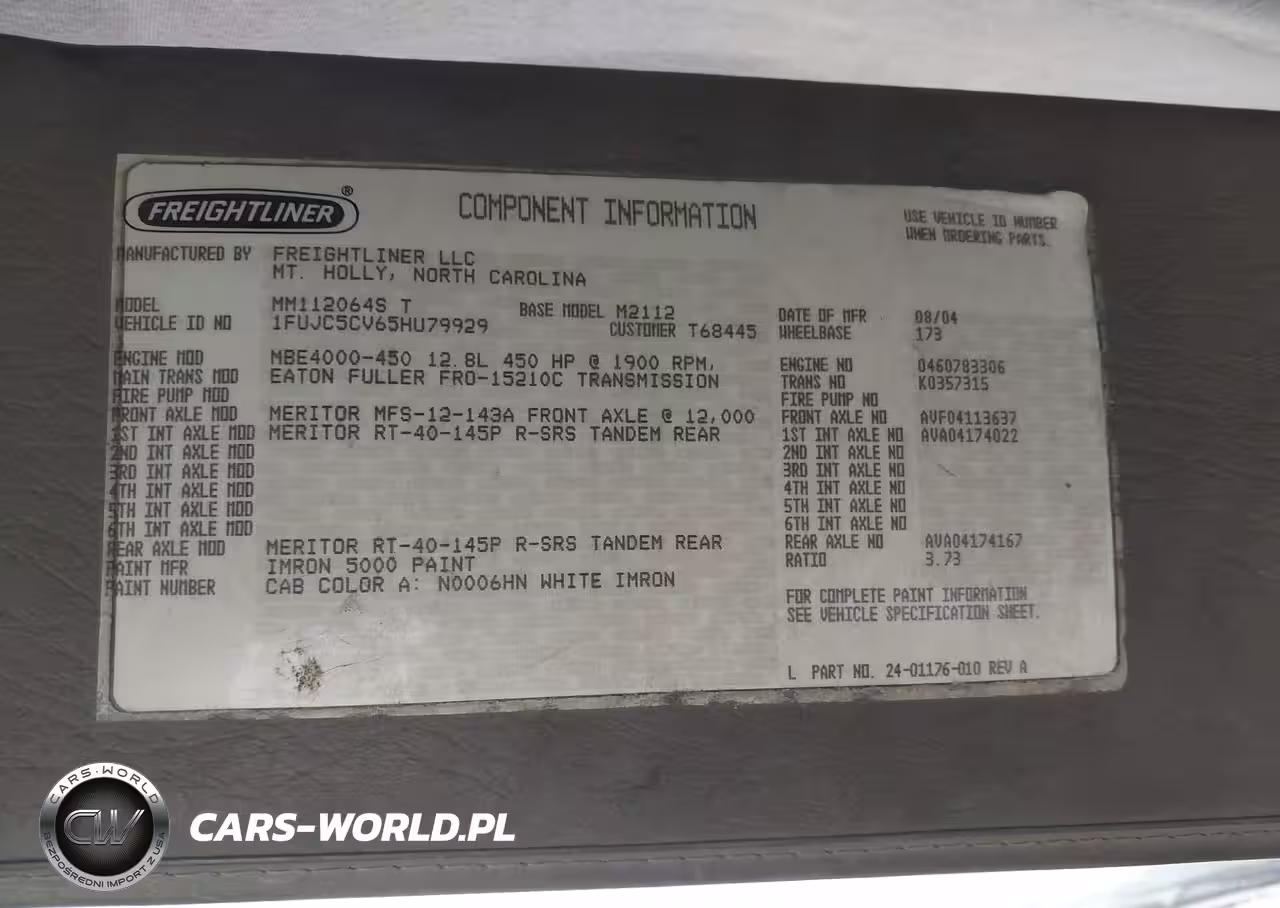 FREIGHTLINER ®
COMPONENT INFORMATION
USE VEHICLE ID NUMBER
WHEN ORDERING PARTS.
MANUFACTURED BY FREIGHTLINER LLC
MT. HOLLY, NORTH CAROLINA
MODEL MM112064S T BASE MODEL M2112 DATE OF MFR 08/04
VEHICLE ID NO 1FUJC5CV65HU79929 CUSTOMER T68445 WHEELBASE 173
ENGINE MOD MBE4000-450 12.8L 450 HP @ 1900 RPM, ENGINE NO 0460783306
MAIN TRANS MOD EATON FULLER FRO-15210C TRANSMISSION TRANS NO K0357315
FIRE PUMP MOD FIRE PUMP NO
FRONT AXLE MOD MERITOR MFS-12-143A FRONT AXLE @ 12,000 FRONT AXLE NO AVF04113637
1ST INT AXLE MOD MERITOR RT-40-145P R-SRS TANDEM REAR 1ST INT AXLE NO AVA04174022
2ND INT AXLE MOD 2ND INT AXLE NO
3RD INT AXLE MOD 3RD INT AXLE NO
4TH INT AXLE MOD 4TH INT AXLE NO
5TH INT AXLE MOD 5TH INT AXLE NO
6TH INT AXLE MOD 6TH INT AXLE NO
REAR AXLE MOD MERITOR RT-40-145P R-SRS TANDEM REAR REAR AXLE NO AVA04174167
PAINT MFR IMRON 5000 PAINT RATIO 3.73
PAINT NUMBER CAB COLOR A: N0006HN WHITE IMRON
FOR COMPLETE PAINT INFORMATION
SEE VEHICLE SPECIFICATION SHEET.
L PART NO. 24-01176-010 REV A
CARS-WORLD
CW
BEZPOŚREDNI IMPORT Z USA
CARS-WORLD.PL